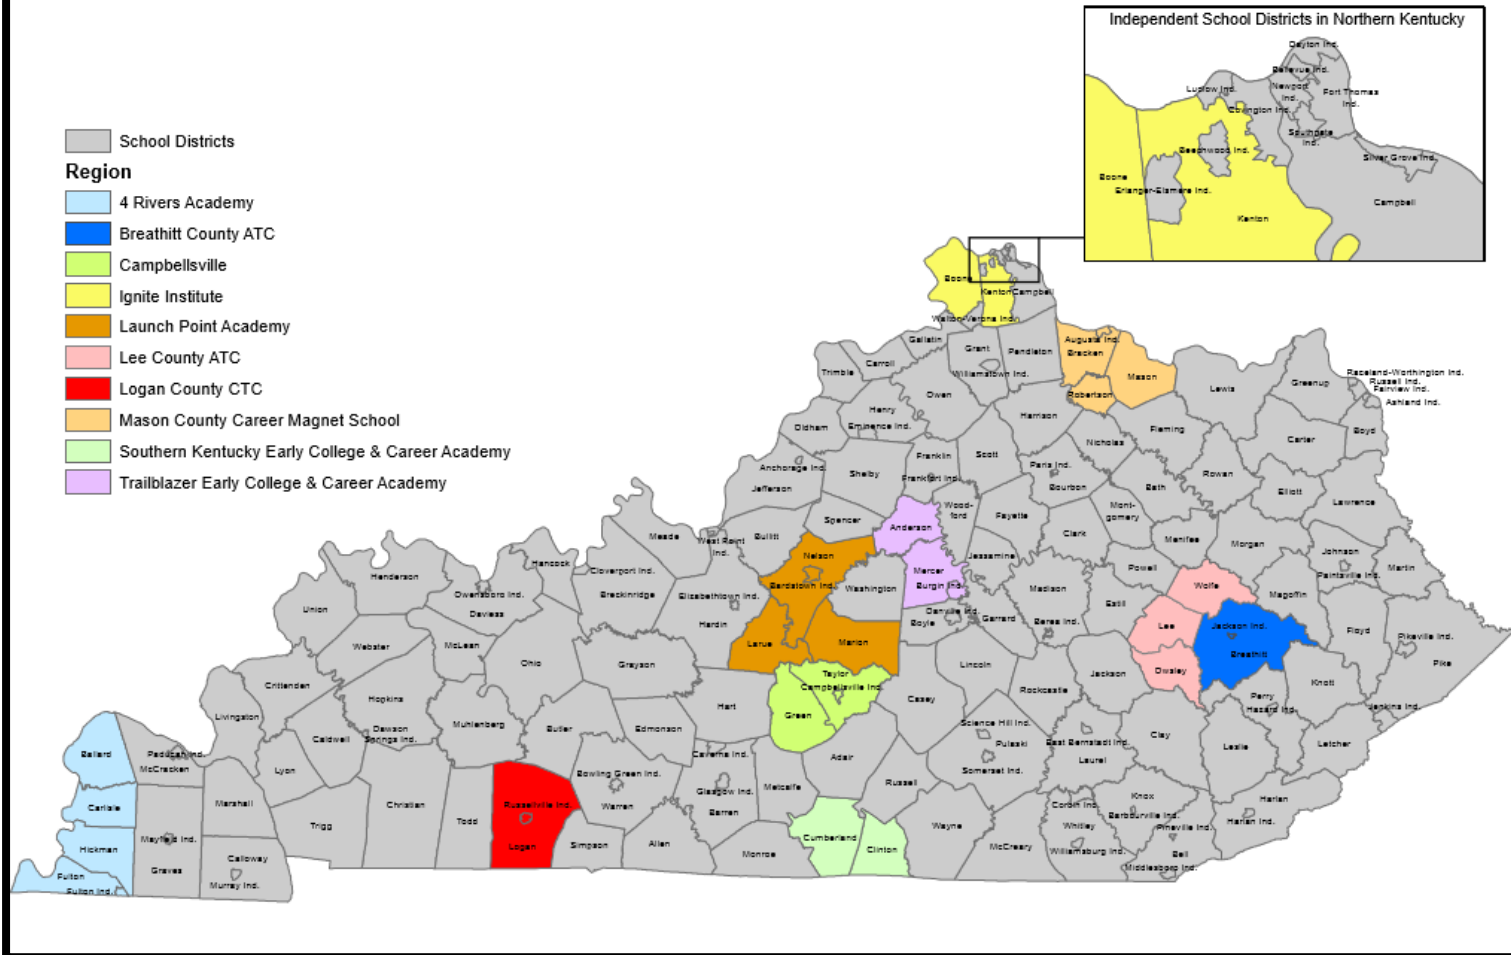 Independent School Districts in Northern Kentucky
Dayton Ind.
Bellevue Ind.
Ludlow Ind.
Newport
Ind.
Fort Thomas
Ind.
Covington Ind.
Southgate
Ind.
Beechwood Ind.
Silver Grove Ind.
Boone
Erlanger-Elsmere Ind.
Campbell
Kenton
School Districts
Region
4 Rivers Academy
Breathitt County ATC
Campbellsville
Ignite Institute
Launch Point Academy
Lee County ATC
Logan County CTC
Mason County Career Magnet School
Southern Kentucky Early College & Career Academy
Trailblazer Early College & Career Academy
Boone
Kenton
Campbell
Walton-Verona Ind.
Gallatin
Grant
Pendleton
Augusta Ind.
Bracken
Carroll
Trimble
Williamstown Ind.
Mason
Robertson
Lewis
Greenup
Raceland-Worthington Ind.
Russell Ind.
Fairview Ind.
Ashland Ind.
Owen
Henry
Eminence Ind.
Oldham
Harrison
Nicholas
Fleming
Carter
Boyd
Anchorage Ind.
Jefferson
Shelby
Franklin
Frankfort Ind.
Scott
Paris Ind.
Bourbon
Bath
Rowan
Elliott
Lawrence
Spencer
Anderson
Wood-
ford
Fayette
Clark
Mont-
gomery
Menifee
Morgan
Johnson
Paintsville Ind.
Martin
Meade
West Point
Ind.
Bullitt
Nelson
Bardstown Ind.
Washington
Mercer
Burgin Ind.
Jessamine
Madison
Powell
Wolfe
Magoffin
Hancock
Cloverport Ind.
Breckinridge
Henderson
Owensboro Ind.
Daviess
Union
Elizabethtown Ind.
Hardin
Larue
Marion
Danville Ind.
Boyle
Garrard
Berea Ind.
Estill
Lee
Jackson Ind.
Breathitt
Floyd
Pikeville Ind.
Pike
Webster
McLean
Ohio
Grayson
Taylor
Campbellsville Ind.
Green
Lincoln
Casey
Rockcastle
Jackson
Owsley
Perry
Hazard Ind.
Knott
Jenkins Ind.
Letcher
Crittenden
Hopkins
Livingston
Dawson
Springs Ind.
Caldwell
Muhlenberg
Butler
Edmonson
Hart
Science Hill Ind.
Pulaski
Somerset Ind.
East Bernstadt Ind.
Laurel
Clay
Leslie
Ballard
Paducah Ind.
McCracken
Lyon
Bowling Green Ind.
Warren
Caverna Ind.
Glasgow Ind.
Barren
Metcalfe
Adair
Russell
Carlisle
Marshall
Christian
Todd
Russellville Ind.
Logan
Trigg
Mayfield Ind.
Graves
Hickman
Calloway
Murray Ind.
Fulton
Fulton Ind.
Simpson
Allen
Monroe
Cumberland
Clinton
Wayne
McCreary
Corbin Ind.
Whitley
Williamsburg Ind.
Knox
Barbourville Ind.
Pineville Ind.
Bell
Middlesboro Ind.
Harlan
Harlan Ind.